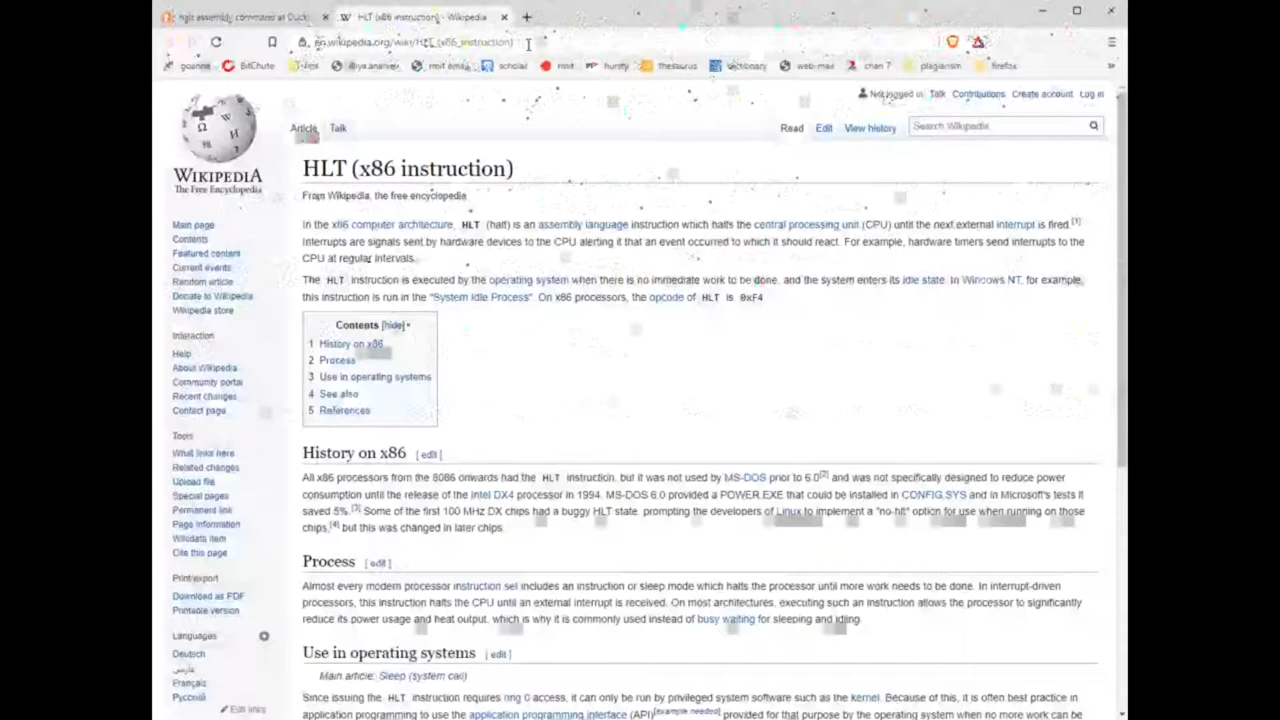 HLT (x86 instruction) - Wikipedia
en.wikipedia.org/wiki/HLT_(x86_instruction)
BitChute
scholar
rmit
thesaurus
dictionary
web-mail
chan 7
plagiarism
firefox
Not logged in Talk Contributions Create account Log in
Article Talk Read Edit View history Search Wikipedia
WIKIPEDIA
The Free Encyclopedia
Main page
Contents
Featured content
Current events
Random article
Donate to Wikipedia
Wikipedia store
Interaction
Help
About Wikipedia
Community portal
Recent changes
Contact page
Tools
What links here
Related changes
Upload file
Special pages
Permanent link
Page information
Wikidata item
Cite this page
Print/export
Download as PDF
Printable version
Languages
Deutsch
فارسی
Français
Русский
Edit links
HLT (x86 instruction)
From Wikipedia, the free encyclopedia
In the x86 computer architecture, HLT (halt) is an assembly language instruction which halts the central processing unit (CPU) until the next external interrupt is fired.[1]
Interrupts are signals sent by hardware devices to the CPU alerting it that an event occurred to which it should react. For example, hardware timers send interrupts to the
CPU at regular intervals.
The HLT instruction is executed by the operating system when there is no immediate work to be done, and the system enters its idle state. In Windows NT, for example,
this instruction is run in the "System Idle Process". On x86 processors, the opcode of HLT is 0xF4
Contents [hide]
1 History on x86
2 Process
3 Use in operating systems
4 See also
5 References
History on x86 [ edit ]
All x86 processors from the 8086 onwards had the HLT instruction, but it was not used by MS-DOS prior to 6.0[2] and was not specifically designed to reduce power
consumption until the release of the Intel DX4 processor in 1994. MS-DOS 6.0 provided a POWER.EXE that could be installed in CONFIG.SYS and in Microsoft's tests it
saved 5%.[3] Some of the first 100 MHz DX chips had a buggy HLT state, prompting the developers of Linux to implement a "no-hlt" option for use when running on those
chips,[4] but this was changed in later chips.
Process [ edit ]
Almost every modern processor instruction set includes an instruction or sleep mode which halts the processor until more work needs to be done. In interrupt-driven
processors, this instruction halts the CPU until an external interrupt is received. On most architectures, executing such an instruction allows the processor to significantly
reduce its power usage and heat output, which is why it is commonly used instead of busy waiting for sleeping and idling.
Use in operating systems [ edit ]
Main article: Sleep (system call)
Since issuing the HLT instruction requires ring 0 access, it can only be run by privileged system software such as the kernel. Because of this, it is often best practice in
application programming to use the application programming interface (API)[example needed] provided for that purpose by the operating system when no more work can be